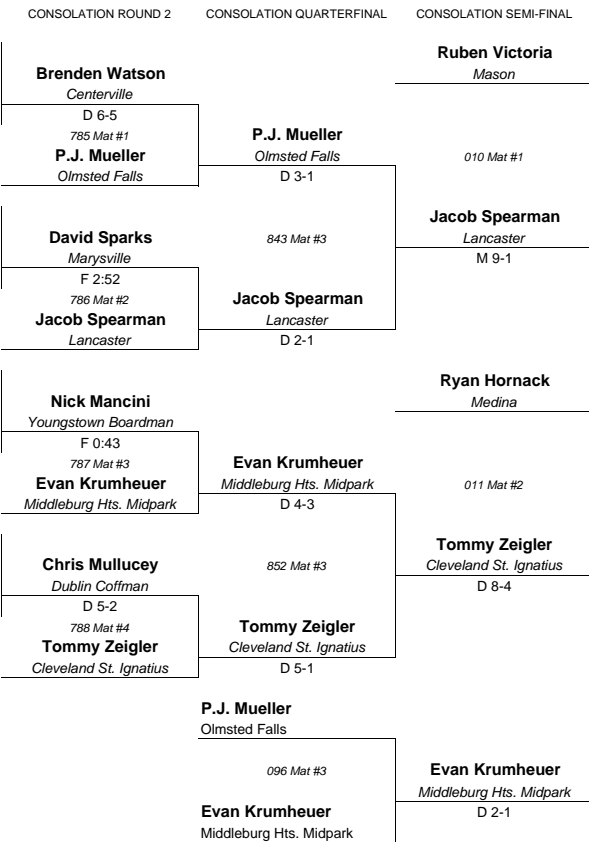 CONSOLATION ROUND 2
CONSOLATION QUARTERFINAL
CONSOLATION SEMI-FINAL
Brenden Watson
Centerville
D 6-5
785 Mat #1
P.J. Mueller
Olmsted Falls
David Sparks
Marysville
F 2:52
786 Mat #2
Jacob Spearman
Lancaster
Nick Mancini
Youngstown Boardman
F 0:43
787 Mat #3
Evan Krumheuer
Middleburg Hts. Midpark
Chris Mullucey
Dublin Coffman
D 5-2
788 Mat #4
Tommy Zeigler
Cleveland St. Ignatius
P.J. Mueller
Olmsted Falls
D 3-1
843 Mat #3
Jacob Spearman
Lancaster
D 2-1
Evan Krumheuer
Middleburg Hts. Midpark
D 4-3
852 Mat #3
Tommy Zeigler
Cleveland St. Ignatius
D 5-1
Ruben Victoria
Mason
010 Mat #1
Jacob Spearman
Lancaster
M 9-1
Ryan Hornack
Medina
011 Mat #2
Tommy Zeigler
Cleveland St. Ignatius
D 8-4
P.J. Mueller
Olmsted Falls
096 Mat #3
Evan Krumheuer
Middleburg Hts. Midpark
Evan Krumheuer
Middleburg Hts. Midpark
D 2-1